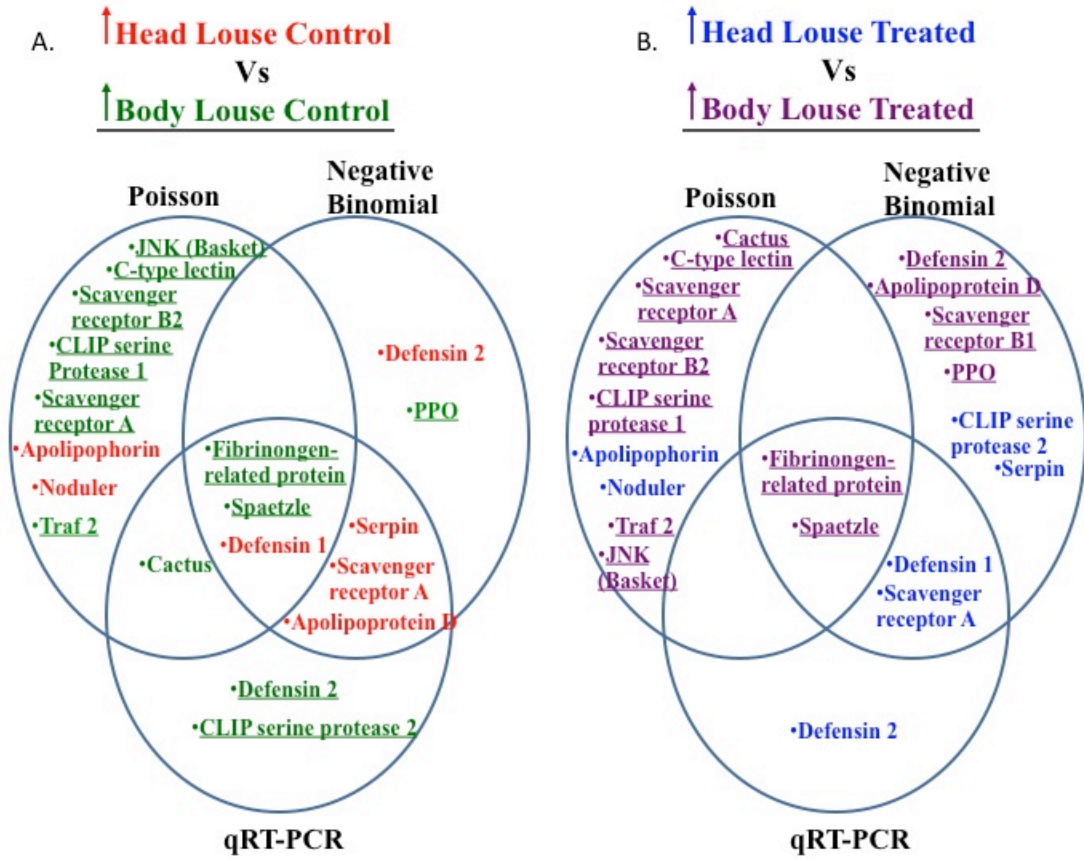 A.
↑Head Louse Control
Vs
↑Body Louse Control
Poisson
Negative
Binomial
•JNK (Basket)
•C-type lectin
•Scavenger
receptor B2
•CLIP serine
Protease 1
•Scavenger
receptor A
•Apolipophorin
•Noduler
•Traf 2
•Defensin 2
•PPO
•Fibrinongen-
related protein
•Spaetzle
•Defensin 1
•Cactus
•Serpin
•Scavenger
receptor A
•Apolipoprotein D
•Defensin 2
•CLIP serine protease 2
qRT-PCR
B.
↑Head Louse Treated
Vs
↑Body Louse Treated
Poisson
Negative
Binomial
•Cactus
•C-type lectin
•Scavenger
receptor A
•Scavenger
receptor B2
•CLIP serine
protease 1
•Apolipophorin
•Noduler
•Traf 2
•JNK
(Basket)
•Defensin 2
•Apolipoprotein D
•Scavenger
receptor B1
•PPO
•CLIP serine
protease 2
•Serpin
•Fibrinongen-
related protein
•Spaetzle
•Defensin 1
•Scavenger
receptor A
•Defensin 2
qRT-PCR